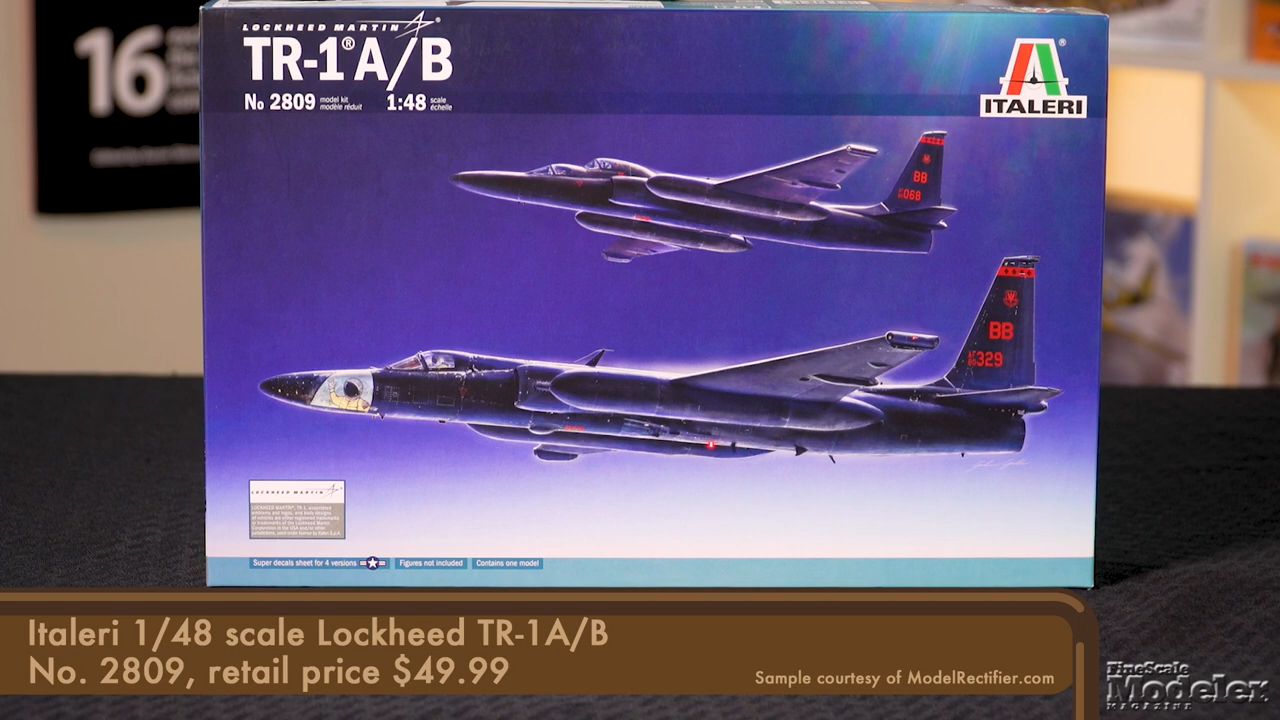 16
LOCKHEED MARTIN
TR-1® A/B
No 2809 model kit modèle réduit 1:48 scale échelle
ITALERI ®
BB
068
BB
329
LOCKHEED MARTIN
Super decals sheet for 4 versions
Figures not included
Contains one model
Italeri 1/48 scale Lockheed TR-1A/B
No. 2809, retail price $49.99
Sample courtesy of ModelRectifier.com
FineScale
Modeler
MAGAZINE